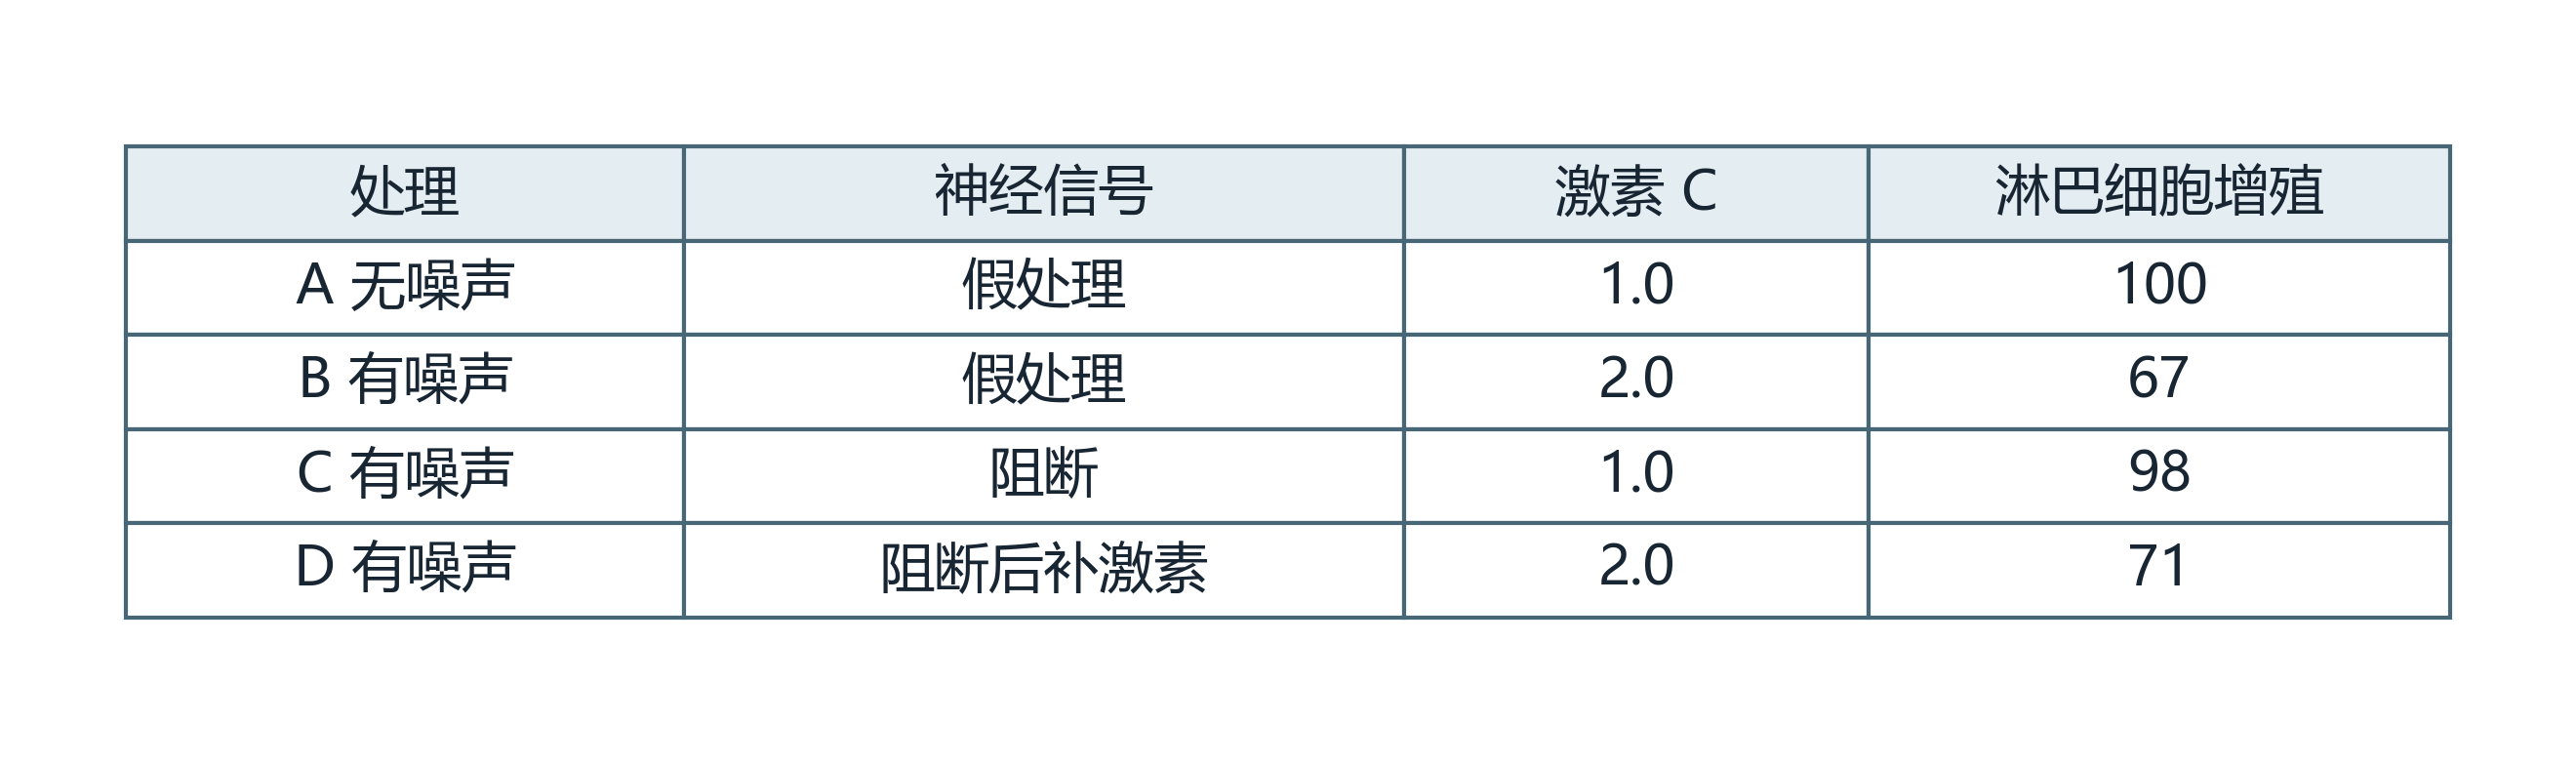 处理 神经信号 激素 C 淋巴细胞增殖
A 无噪声 假处理 1.0 100
B 有噪声 假处理 2.0 67
C 有噪声 阻断 1.0 98
D 有噪声 阻断后补激素 2.0 71